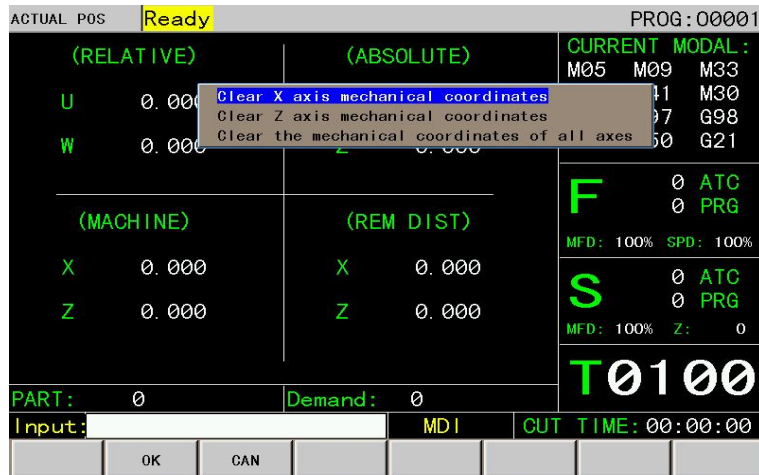 ACTUAL POS Ready PROG:O0001
(RELATIVE) (ABSOLUTE) CURRENT MODAL:
M05 M09 M33
U 0.000 M30
Clear X axis mechanical coordinates
Clear Z axis mechanical coordinates G98
Clear the mechanical coordinates of all axes
W Z G21
F 0 ATC
0 PRG
(MACHINE) (REM DIST)
MFD: 100% SPD: 100%
X 0.000 X 0.000
S 0 ATC
0 PRG
Z 0.000 Z 0.000
MFD: 100% Z: 0
T0100
PART: 0 Demand: 0
Input: MDI CUT TIME:00:00:00
OK CAN